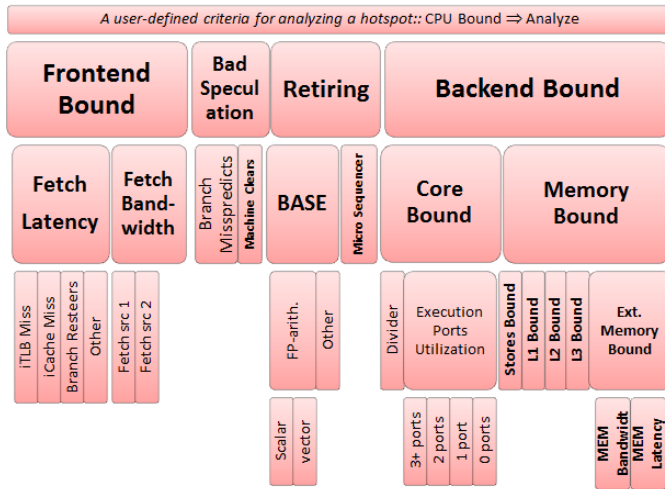 A user-defined criteria for analyzing a hotspot:: CPU Bound ⇒ Analyze
Frontend
Bound
Bad
Specul
ation
Retiring
Backend Bound
Fetch
Latency
Fetch
Band-
width
Branch
Misspredicts
Machine Clears
BASE
Micro Sequencer
Core
Bound
Memory
Bound
iTLB Miss
iCache Miss
Branch Resteers
Other
Fetch src 1
Fetch src 2
FP-arith.
Other
Divider
Execution
Ports
Utilization
Stores Bound
L1 Bound
L2 Bound
L3 Bound
Ext.
Memory
Bound
Scalar
vector
3+ ports
2 ports
1 port
0 ports
MEM
Bandwidt
MEM
Latency